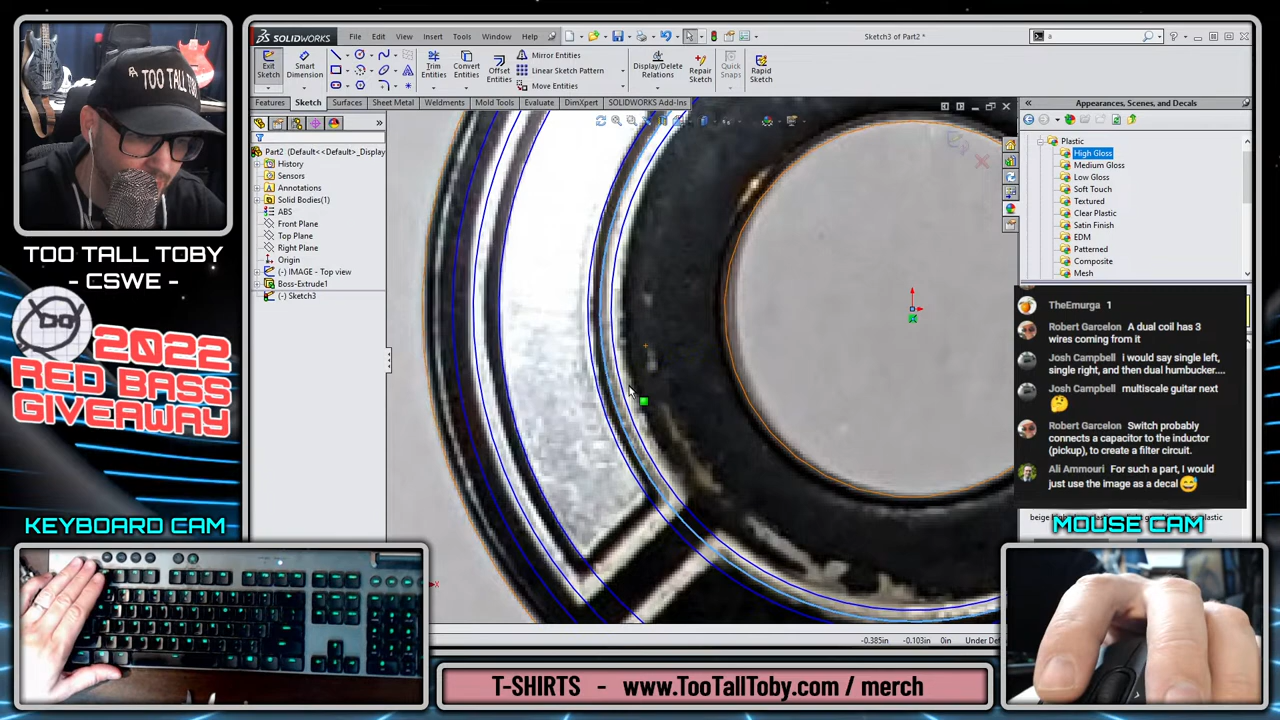 TOO TALL TOBY
TOO TALL TOBY
- CSWE -
2022
RED BASS
GIVEAWAY
KEYBOARD CAM
SOLIDWORKS
File Edit View Insert Tools Window Help
Sketch3 of Part2 *
a
Exit Sketch
Smart Dimension
Trim Entities
Convert Entities
Offset Entities
Mirror Entities
Linear Sketch Pattern
Move Entities
Display/Delete Relations
Repair Sketch
Quick Snaps
Rapid Sketch
Features Sketch Surfaces Sheet Metal Weldments Mold Tools Evaluate DimXpert SOLIDWORKS Add-Ins
Part2 (Default<<Default>_Display
History
Sensors
Annotations
Solid Bodies(1)
ABS
Front Plane
Top Plane
Right Plane
Origin
(-) IMAGE - Top view
Boss-Extrude1
(-) Sketch3
X
-0.385in -0.103in 0in Under Def
Appearances, Scenes, and Decals
Plastic
High Gloss
Medium Gloss
Low Gloss
Soft Touch
Textured
Clear Plastic
Satin Finish
EDM
Patterned
Composite
Mesh
TheEmurga 1
Robert Garcelon A dual coil has 3
wires coming from it
Josh Campbell i would say single left,
single right, and then dual humbucker....
Josh Campbell multiscale guitar next
🤔
Robert Garcelon Switch probably
connects a capacitor to the inductor
(pickup), to create a filter circuit.
Ali Ammouri For such a part, I would
just use the image as a decal😅
MOUSE CAM
T-SHIRTS - www.TooTallToby.com / merch